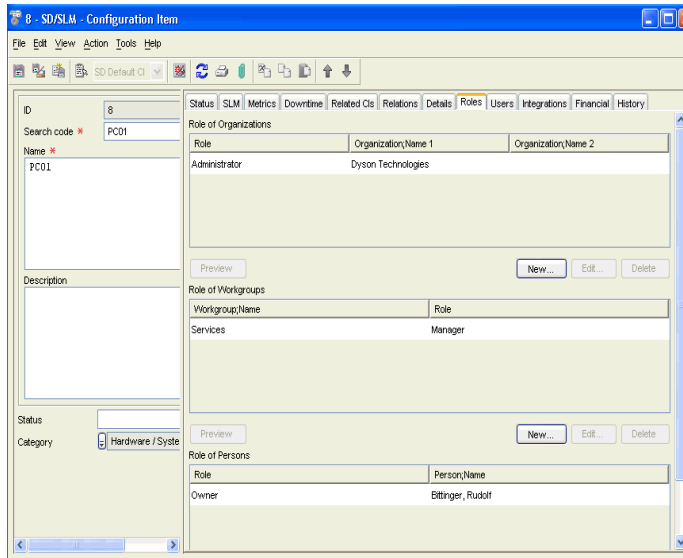 8 - SD/SLM - Configuration Item
File Edit View Action Tools Help
SD Default CI
ID 8
Search code * PC01
Name *
PC01
Description
Status
Category Hardware / Syste
Status SLM Metrics Downtime Related CIs Relations Details Roles Users Integrations Financial History
Role of Organizations
Role Organization;Name 1 Organization;Name 2
Administrator Dyson Technologies
Preview New... Edit... Delete
Role of Workgroups
Workgroup;Name Role
Services Manager
Preview New... Edit... Delete
Role of Persons
Role Person;Name
Owner Bittinger, Rudolf